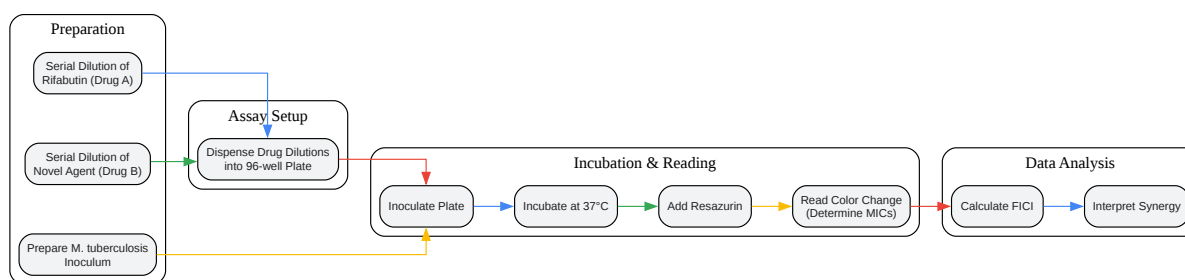 Preparation
Serial Dilution of
Rifabutin (Drug A)
Serial Dilution of
Novel Agent (Drug B)
Prepare M. tuberculosis
Inoculum
Assay Setup
Dispense Drug Dilutions
into 96-well Plate
Incubation & Reading
Inoculate Plate
Incubate at 37°C
Add Resazurin
Read Color Change
(Determine MICs)
Data Analysis
Calculate FICI
Interpret Synergy